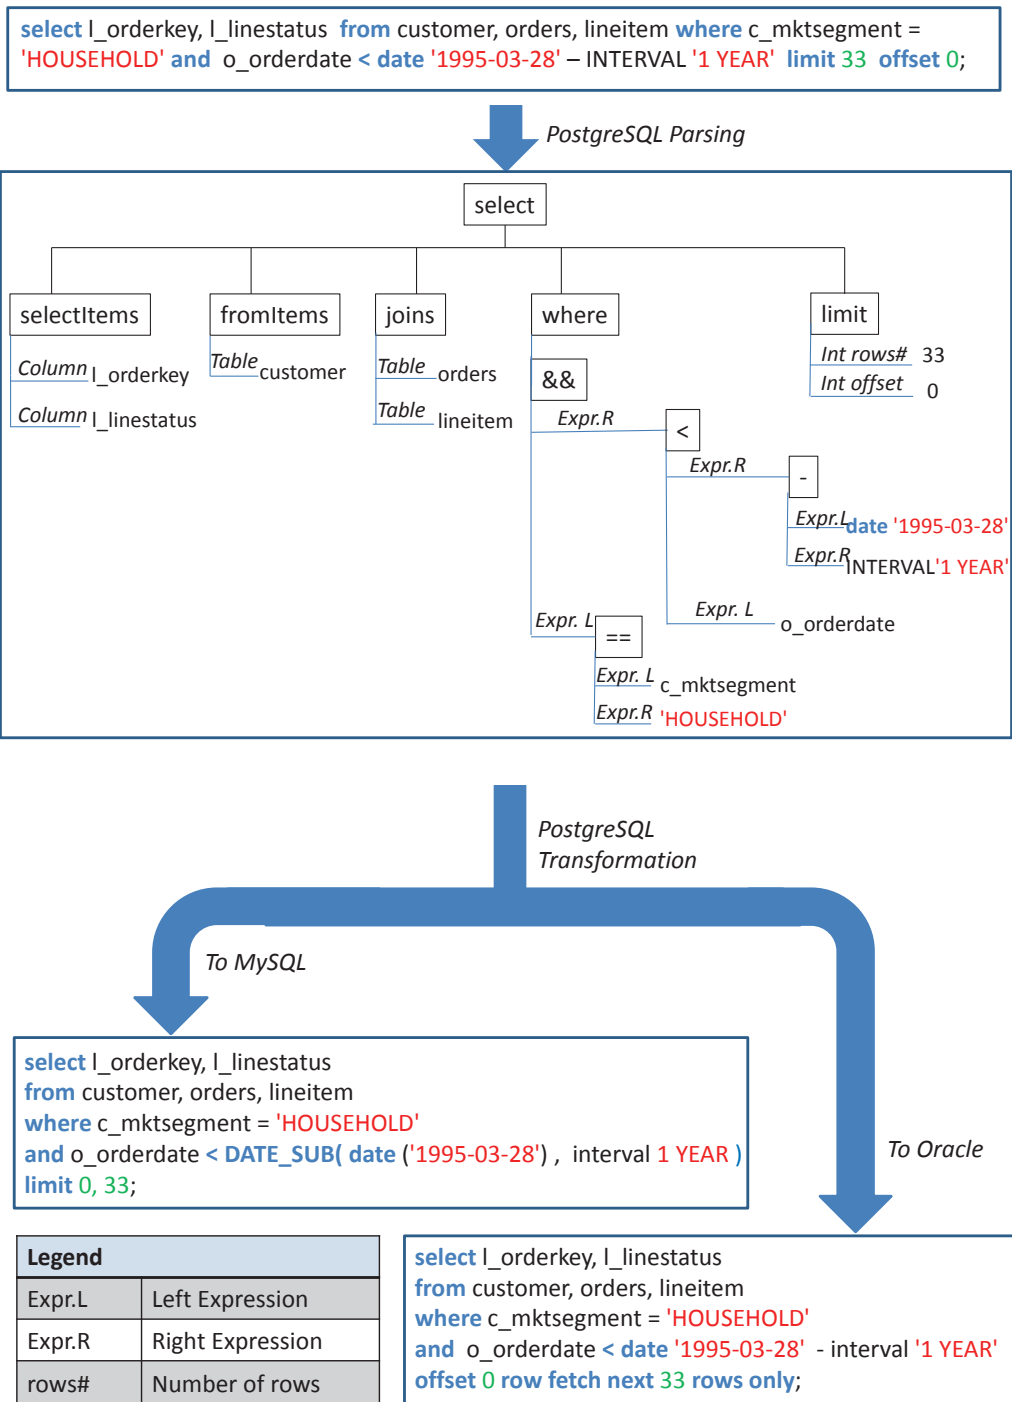 select l_orderkey, l_linestatus from customer, orders, lineitem where c_mktsegment =
'HOUSEHOLD' and o_orderdate < date '1995-03-28' – INTERVAL '1 YEAR' limit 33 offset 0;
PostgreSQL Parsing
select
selectItems
fromItems
joins
where
limit
Column l_orderkey
Column l_linestatus
Table customer
Table orders
Table lineitem
Int rows# 33
Int offset 0
&&
Expr.R
<
Expr.R
-
Expr.L date '1995-03-28'
Expr.R INTERVAL'1 YEAR'
Expr. L o_orderdate
Expr. L
==
Expr. L c_mktsegment
Expr.R 'HOUSEHOLD'
PostgreSQL
Transformation
To MySQL
select l_orderkey, l_linestatus
from customer, orders, lineitem
where c_mktsegment = 'HOUSEHOLD'
and o_orderdate < DATE_SUB( date ('1995-03-28') , interval 1 YEAR )
limit 0, 33;
To Oracle
select l_orderkey, l_linestatus
from customer, orders, lineitem
where c_mktsegment = 'HOUSEHOLD'
and o_orderdate < date '1995-03-28' - interval '1 YEAR'
offset 0 row fetch next 33 rows only;
Legend
Expr.L Left Expression
Expr.R Right Expression
rows# Number of rows